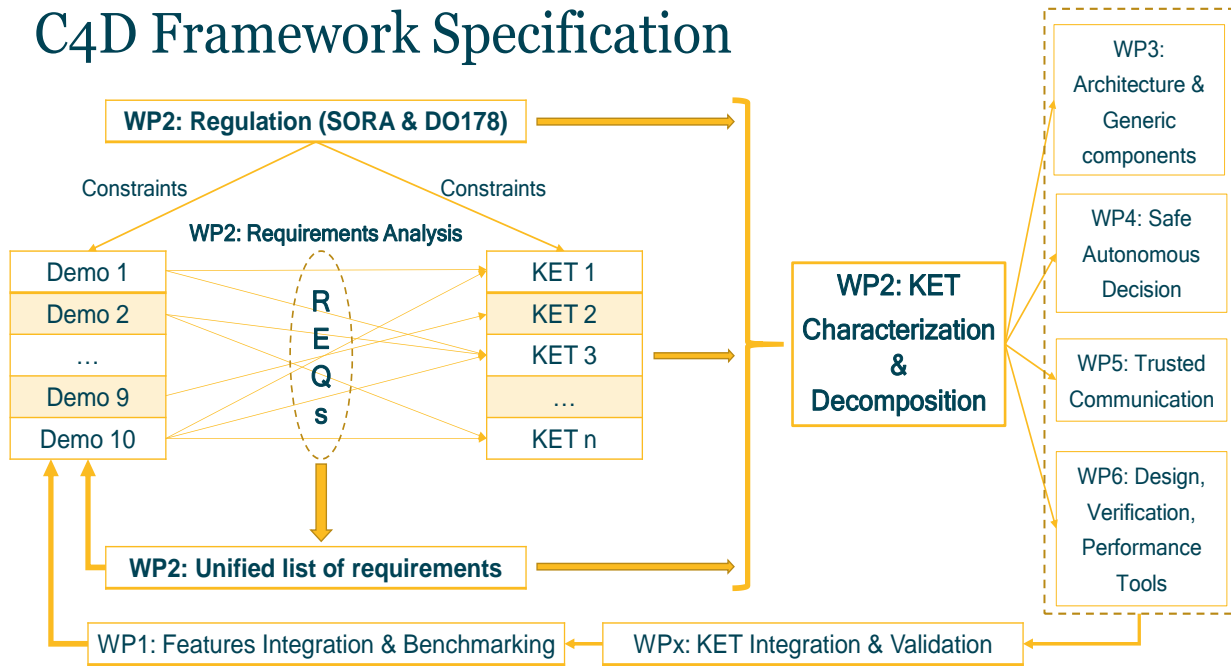 C4D Framework Specification
WP2: Regulation (SORA & DO178)
Constraints
Constraints
WP2: Requirements Analysis
Demo 1
Demo 2
…
Demo 9
Demo 10
R
E
Q
s
KET 1
KET 2
KET 3
…
KET n
WP2: Unified list of requirements
WP2: KET
Characterization
&
Decomposition
WP3:
Architecture &
Generic
components
WP4: Safe
Autonomous
Decision
WP5: Trusted
Communication
WP6: Design,
Verification,
Performance
Tools
WP1: Features Integration & Benchmarking
WPx: KET Integration & Validation